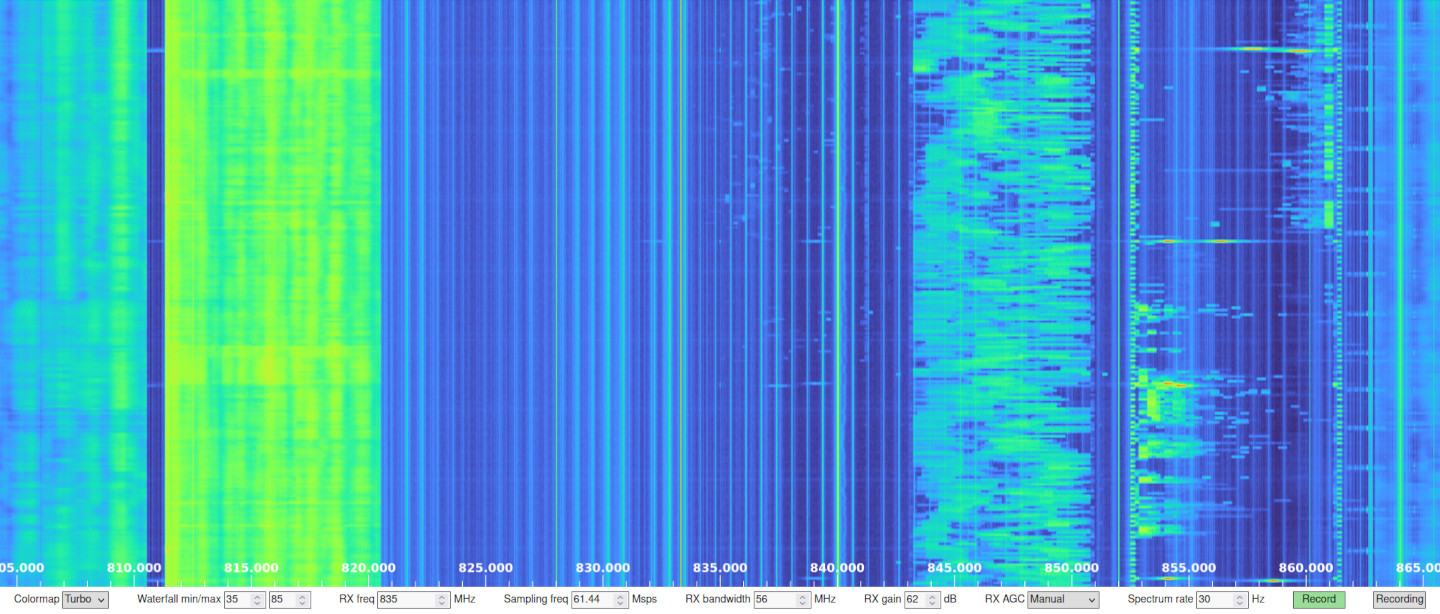 05.000 810.000 815.000 820.000 825.000 830.000 835.000 840.000 845.000 850.000 855.000 860.000 865.00
Colormap Turbo Waterfall min/max 35 85 RX freq 835 MHz Sampling freq 61.44 Msps RX bandwidth 56 MHz RX gain 62 dB RX AGC Manual Spectrum rate 30 Hz Record Recording